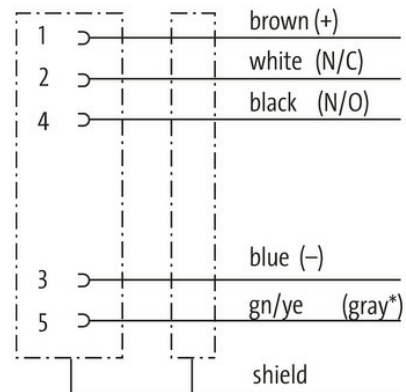 1 brown (+)
2 white (N/C)
4 black (N/O)
3 blue (–)
5 gn/ye (gray*)
shield